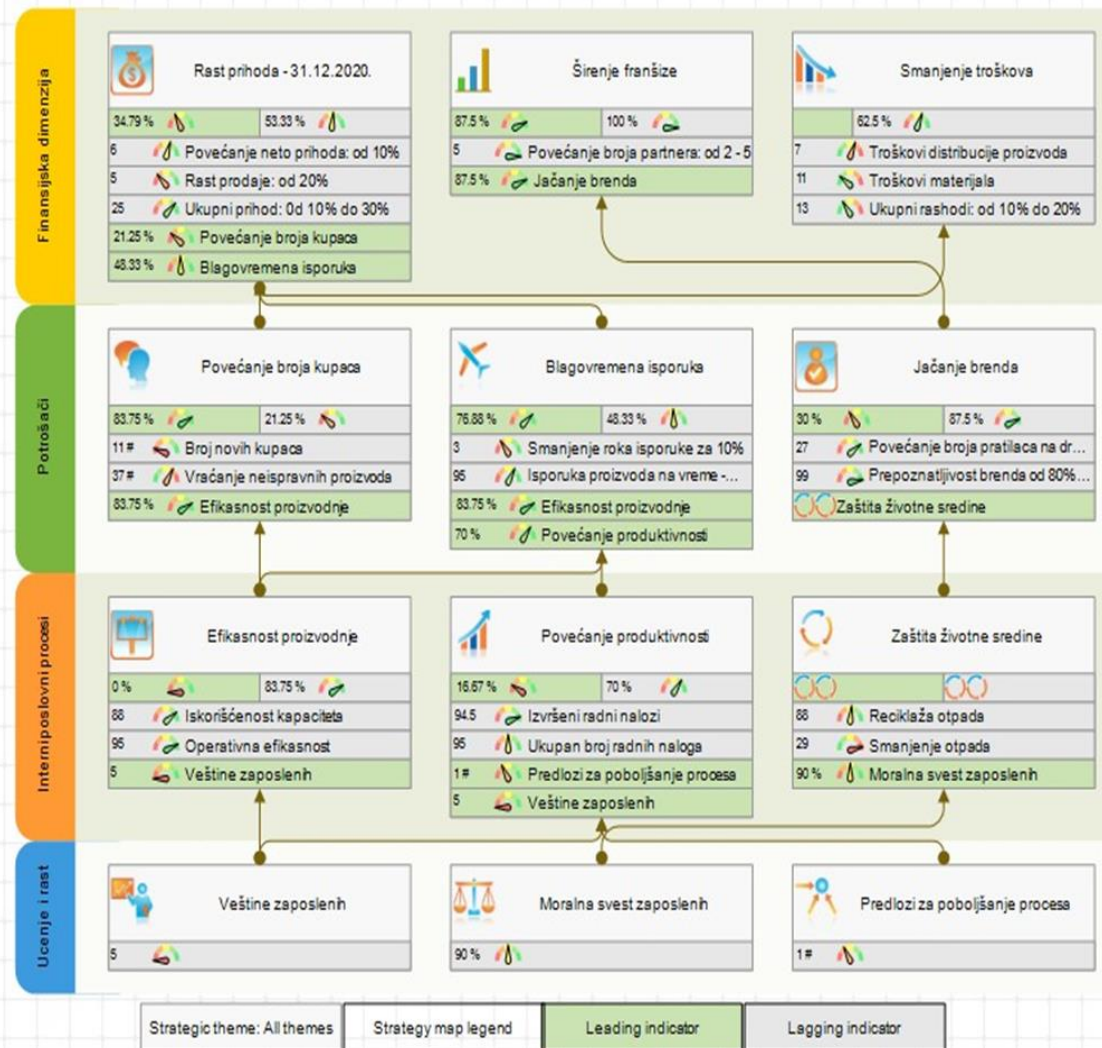 Finansijska dimenzija
Rast prihoda - 31.12.2020.
34.79 % 53.33 %
6 Povećanje neto prihoda: od 10%
5 Rast prodaje: od 20%
25 Ukupni prihod: 0d 10% do 30%
21.25 % Povećanje broja kupaca
48.33 % Blagovremena isporuka
Širenje franšize
87.5 % 100 %
5 Povećanje broja partnera: od 2 - 5
87.5 % Jačanje brenda
Smanjenje troškova
62.5 %
7 Troškovi distribucije proizvoda
11 Troškovi materijala
13 Ukupni rashodi: od 10% do 20%
Potrošači
Povećanje broja kupaca
83.75 % 21.25 %
11 # Broj novih kupaca
37 # Vraćanje neispravnih proizvoda
83.75 % Efikasnost proizvodnje
Blagovremena isporuka
76.88 % 48.33 %
3 Smanjenje roka isporuke za 10%
95 Isporuka proizvoda na vreme -...
83.75 % Efikasnost proizvodnje
70 % Povećanje produktivnosti
Jačanje brenda
30 % 87.5 %
27 Povećanje broja pratilaca na dr...
99 Prepoznatljivost brenda od 80%...
Zaštita životne sredine
Interni poslovni procesi
Efikasnost proizvodnje
0 % 83.75 %
88 Iskorišćenost kapaciteta
95 Operativna efikasnost
5 Veštine zaposlenih
Povećanje produktivnosti
16.67 % 70 %
94.5 Izvršeni radni nalozi
95 Ukupan broj radnih naloga
1 # Predlozi za poboljšanje procesa
5 Veštine zaposlenih
Zaštita životne sredine
88 Reciklaža otpada
29 Smanjenje otpada
90 % Moralna svest zaposlenih
Ucenje i rast
Veštine zaposlenih
5
Moralna svest zaposlenih
90 %
Predlozi za poboljšanje procesa
1 #
Strategic theme: All themes
Strategy map legend
Leading indicator
Lagging indicator